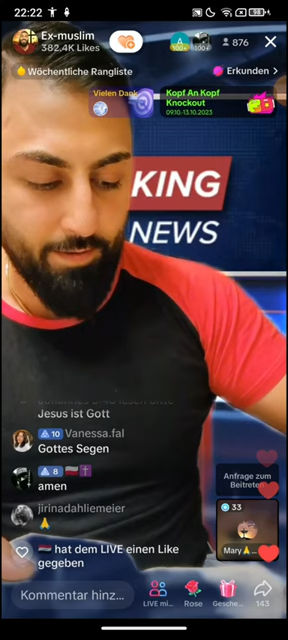 22:22
98
Ex-muslim
382.4K Likes
876
Wöchentliche Rangliste
Erkunden >
Vielen Dank
Kopf An Kopf
Knockout
09.10-13.10.2023
KING
NEWS
Jesus ist Gott
10 Vanessa.fal
Gottes Segen
8
amen
jirinadahliemeier
🙏
hat dem LIVE einen Like
gegeben
Anfrage zum
Beitreten
33
Mary🙏...
Kommentar hinz...
LIVE mi...
Rose
Gesche...
143